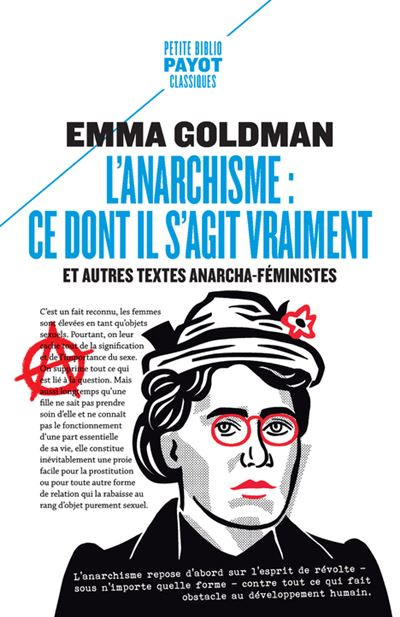 PETITE BIBLIO
PAYOT
CLASSIQUES
EMMA GOLDMAN
L'ANARCHISME :
CE DONT IL S'AGIT VRAIMENT
ET AUTRES TEXTES ANARCHA-FÉMINISTES
C'est un fait reconnu, les femmes
sont élevées en tant qu'objets
sexuels. Pourtant, on leur
cache tout de la signification
et de l'importance du sexe.
On supprime tout ce qui
est lié à la question. Mais
aussi longtemps qu'une
fille ne sait pas prendre
soin d'elle et ne connaît
pas le fonctionnement
d'une part essentielle
de sa vie, elle constitue
inévitablement une proie
facile pour la prostitution
ou pour toute autre forme
de relation qui la rabaisse au
rang d'objet purement sexuel.
L'anarchisme repose d'abord sur l'esprit de révolte –
sous n'importe quelle forme – contre tout ce qui fait
obstacle au développement humain.